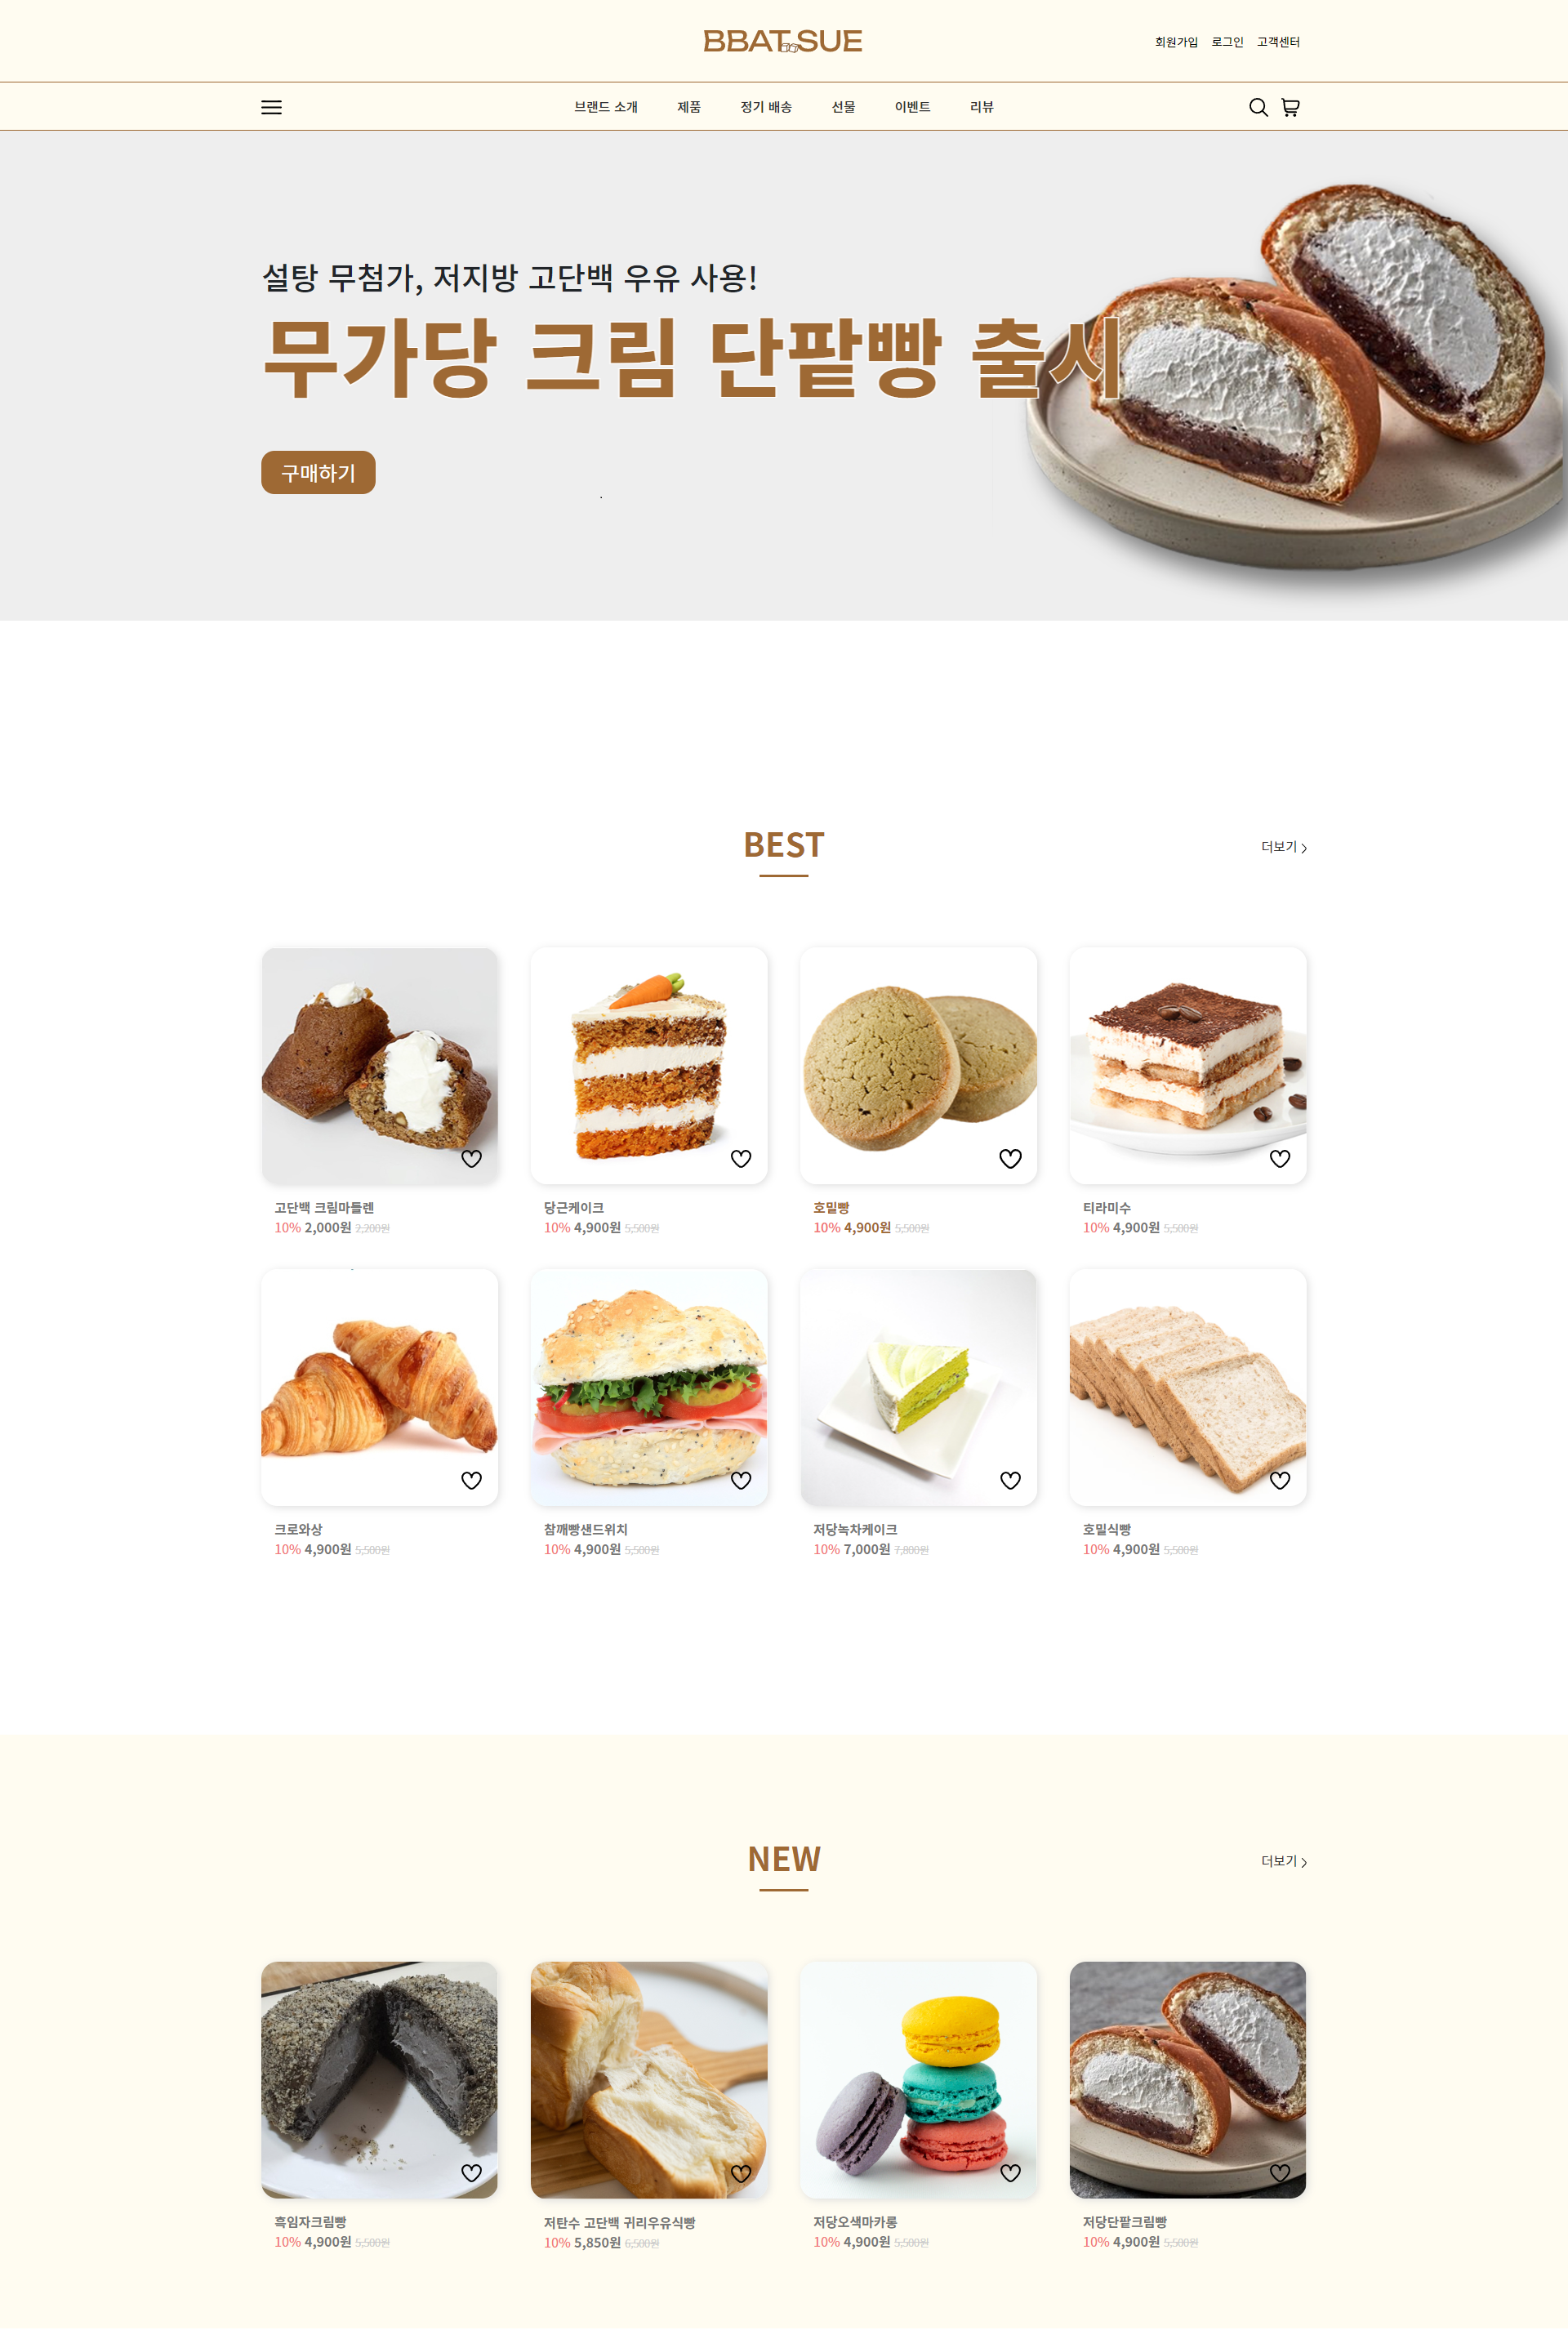 BBAT SUE
회원가입 로그인 고객센터
브랜드 소개 제품 정기 배송 선물 이벤트 리뷰
설탕 무첨가, 저지방 고단백 우유 사용!
무가당 크림 단팥빵 출시
구매하기
BEST
더보기
고단백 크림마들렌
10% 2,000원 2,200원
당근케이크
10% 4,900원 5,500원
호밀빵
10% 4,900원 5,500원
티라미수
10% 4,900원 5,500원
크로와상
10% 4,900원 5,500원
참깨빵샌드위치
10% 4,900원 5,500원
저당녹차케이크
10% 7,000원 7,800원
호밀식빵
10% 4,900원 5,500원
NEW
더보기
흑임자크림빵
10% 4,900원 5,500원
저탄수 고단백 귀리우유식빵
10% 5,850원 6,500원
저당오색마카롱
10% 4,900원 5,500원
저당단팥크림빵
10% 4,900원 5,500원